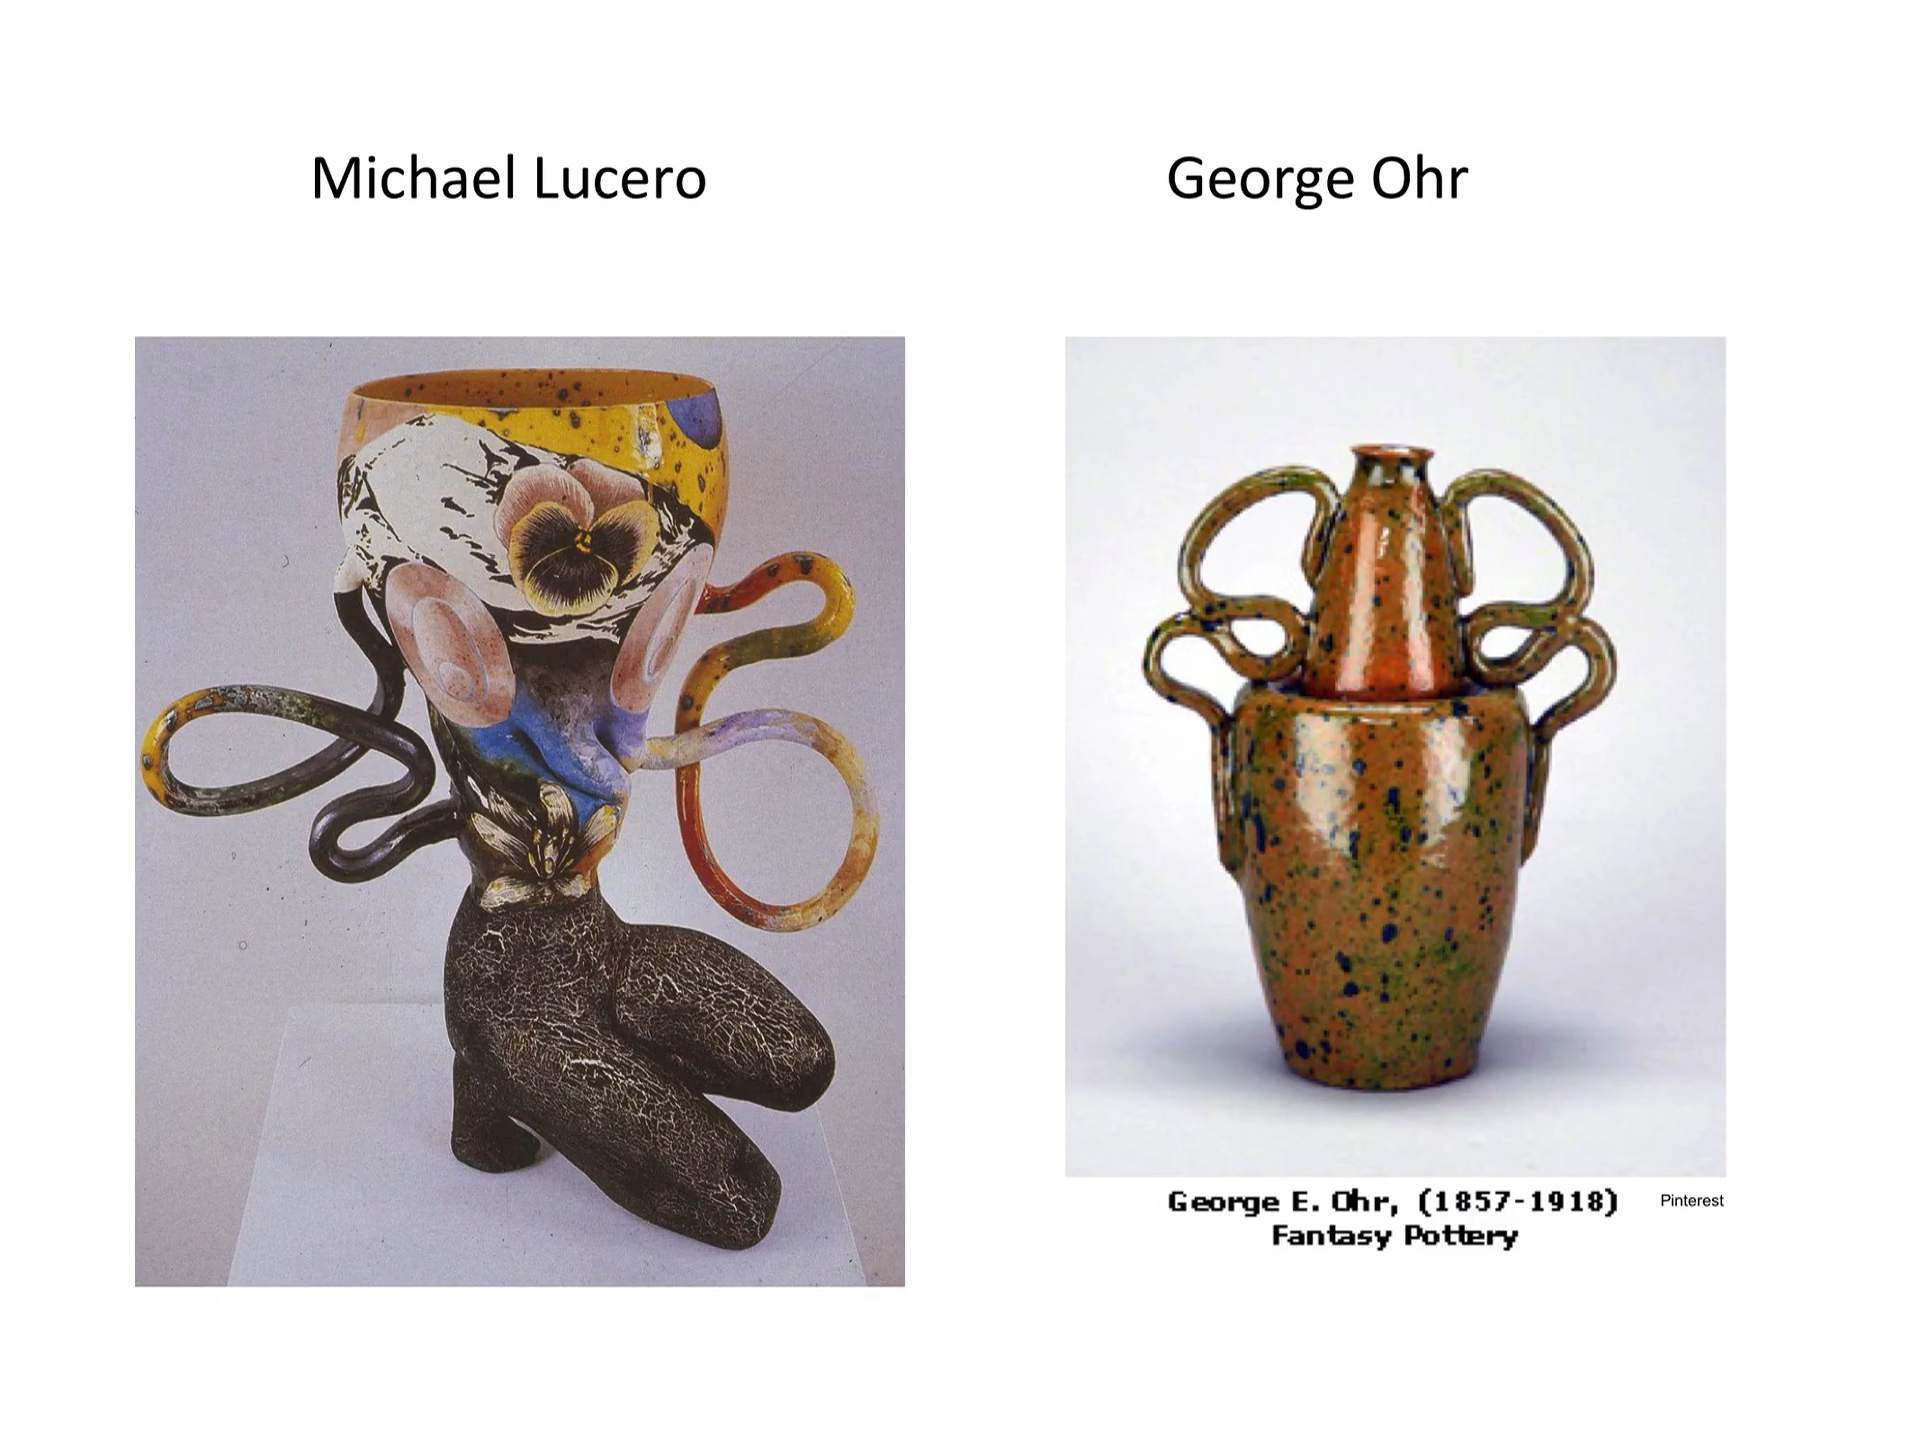 Michael Lucero
George Ohr
George E. Ohr, (1857-1918)
Fantasy Pottery
Pinterest